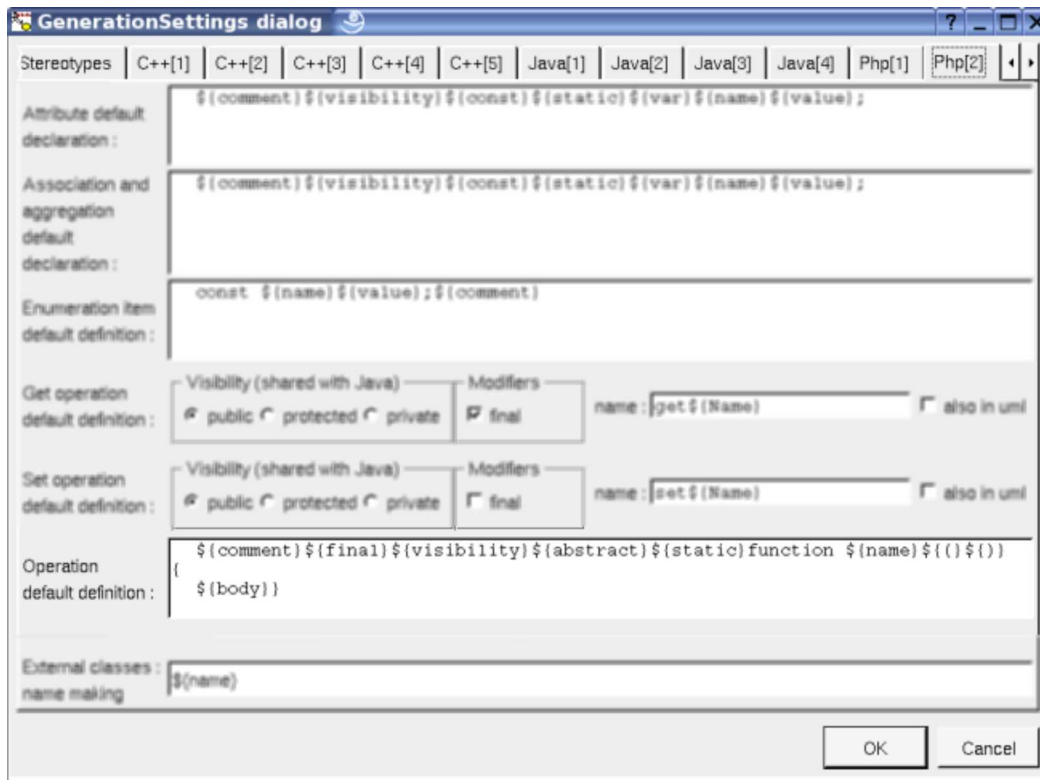 GenerationSettings dialog
Stereotypes C++[1] C++[2] C++[3] C++[4] C++[5] Java[1] Java[2] Java[3] Java[4] Php[1] Php[2]
Attribute default
declaration :
${comment}${visibility}${const}${static}${var}${name}${value};
Association and
aggregation
default
declaration :
${comment}${visibility}${const}${static}${var}${name}${value};
Enumeration item
default definition :
const ${name}${value};${comment}
Get operation
default definition :
Visibility (shared with Java)
public protected private
Modifiers
final
name : get${Name}
also in uml
Set operation
default definition :
Visibility (shared with Java)
public protected private
Modifiers
final
name : set${Name}
also in uml
Operation
default definition :
${comment}${final}${visibility}${abstract}${static}function ${name}${(}${)}
{
${body}}
External classes :
name making
${name}
OK Cancel